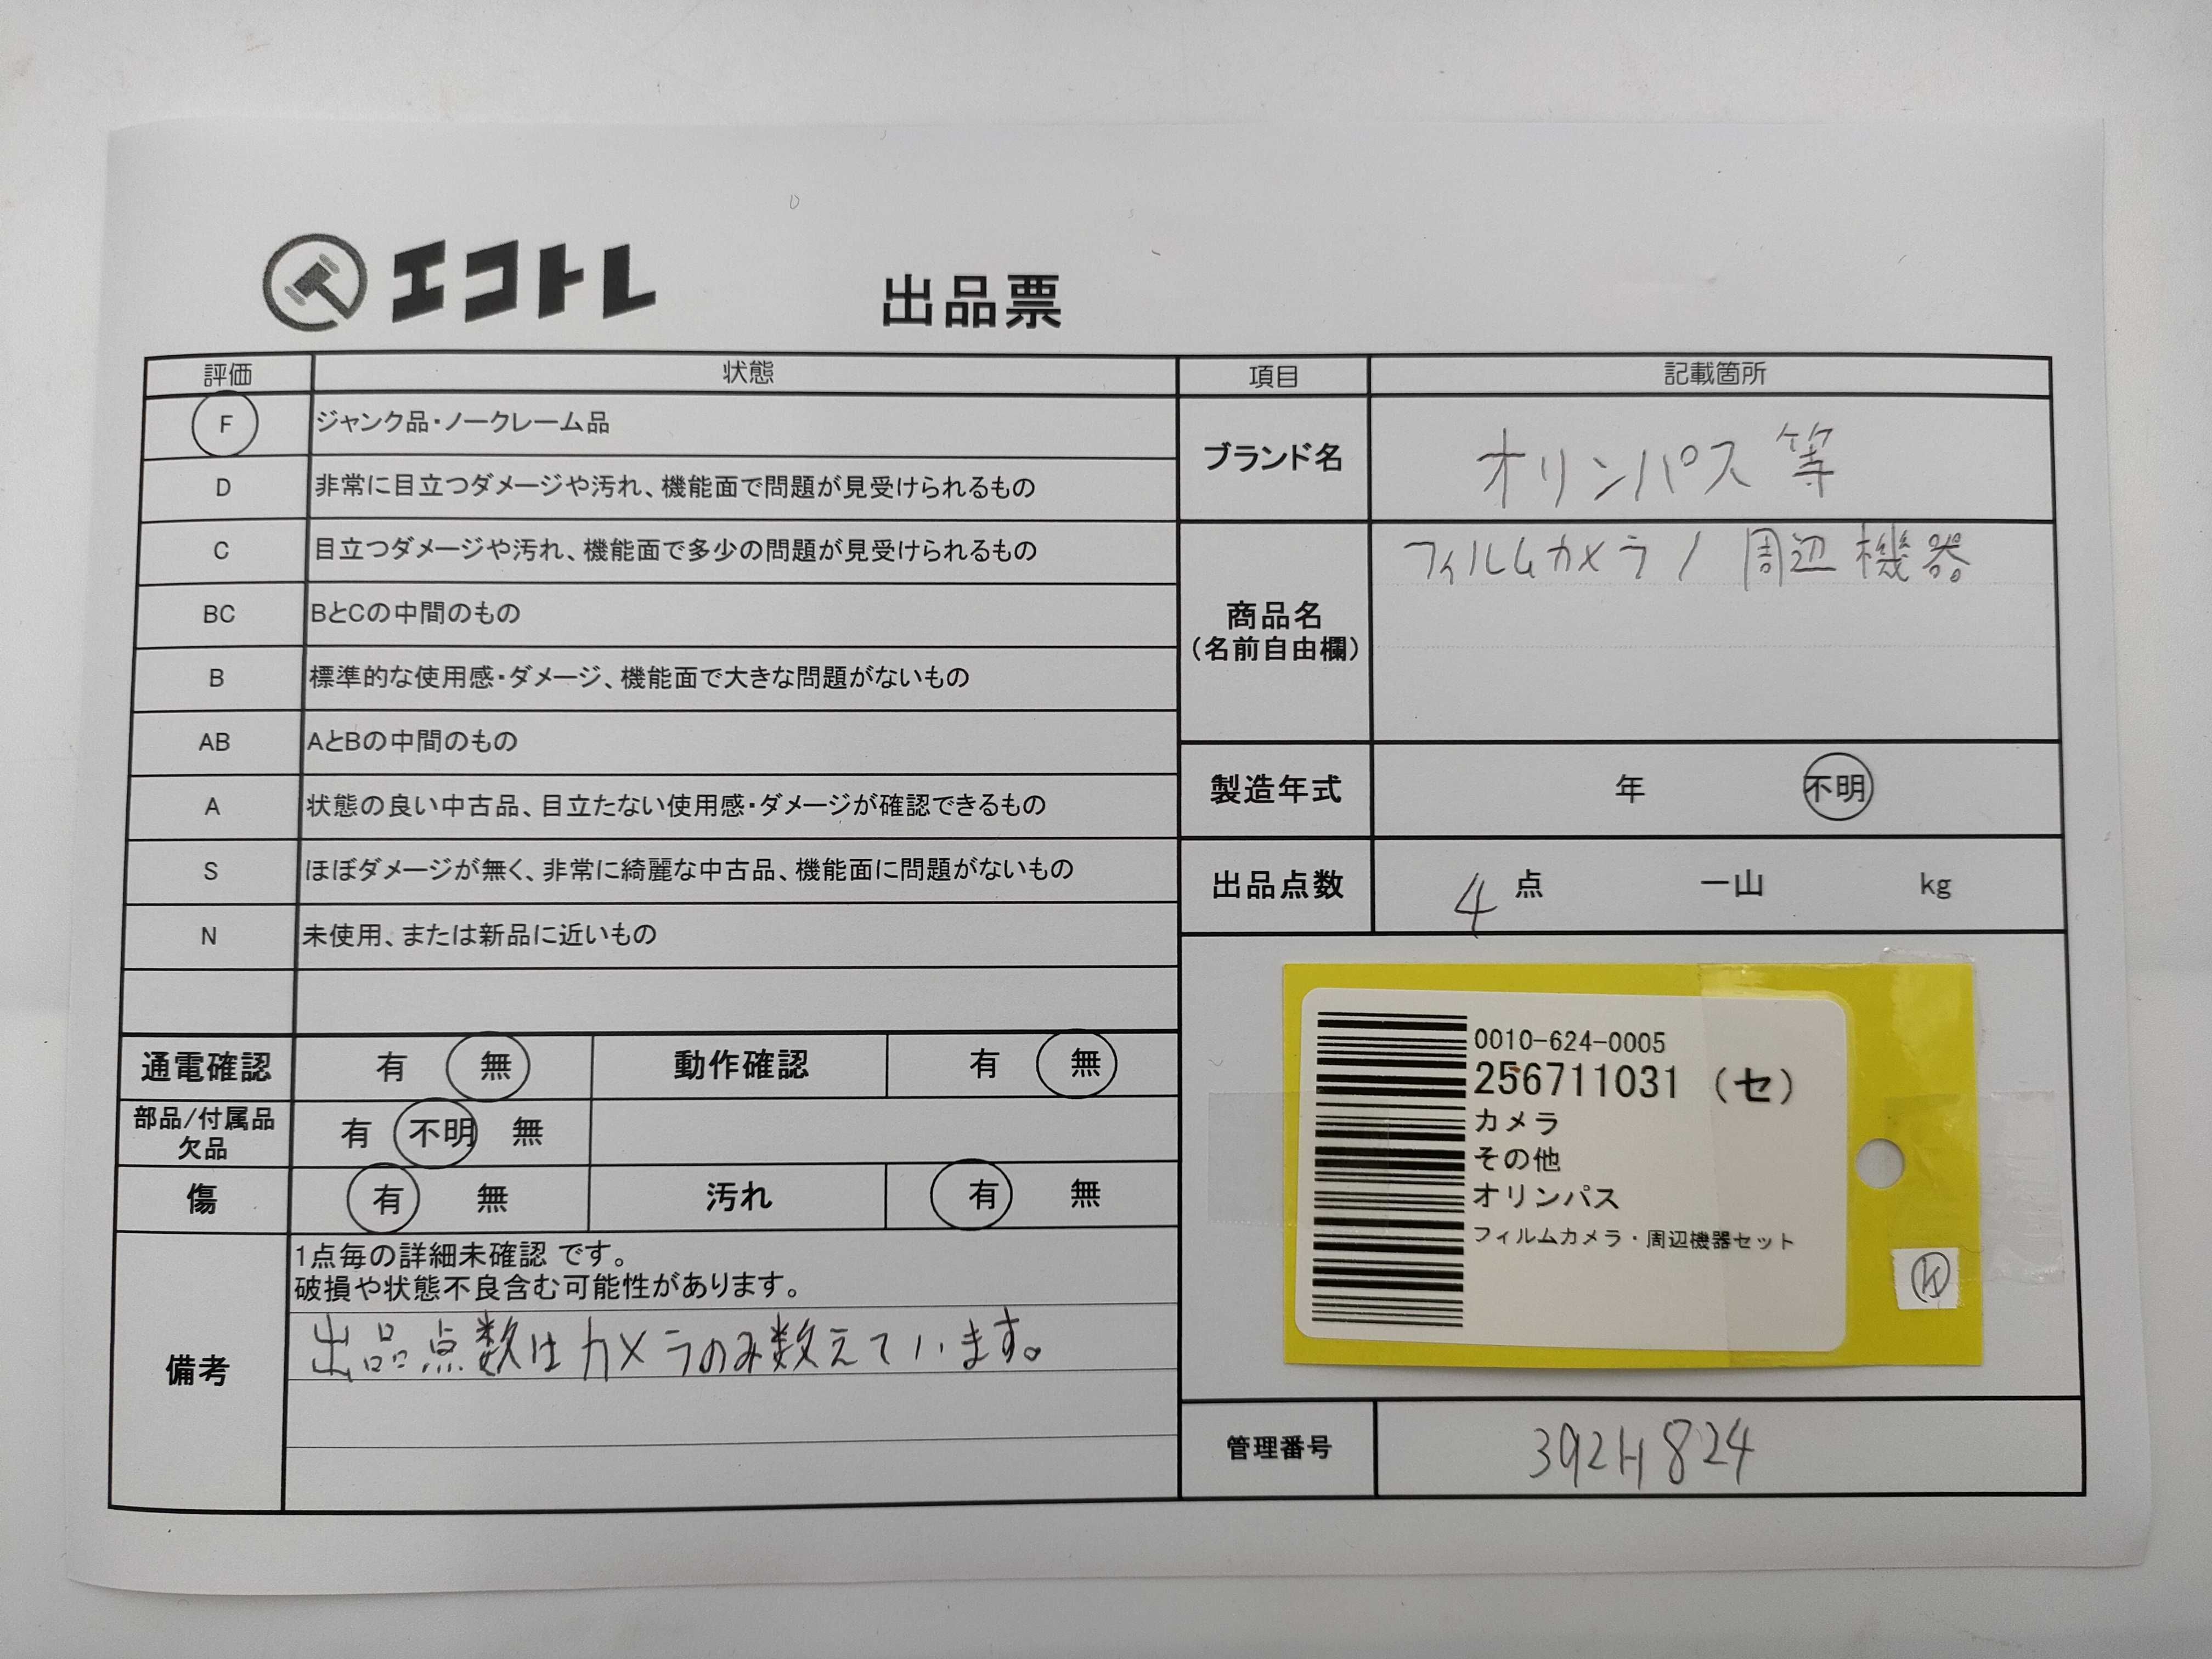 エコトレ
出品票
評価 状態
F ジャンク品・ノークレーム品
D 非常に目立つダメージや汚れ、機能面で問題が見受けられるもの
C 目立つダメージや汚れ、機能面で多少の問題が見受けられるもの
BC BとCの中間のもの
B 標準的な使用感・ダメージ、機能面で大きな問題がないもの
AB AとBの中間のもの
A 状態の良い中古品、目立たない使用感・ダメージが確認できるもの
S ほぼダメージが無く、非常に綺麗な中古品、機能面に問題がないもの
N 未使用、または新品に近いもの
通電確認 有 無 動作確認 有 無
部品/付属品
欠品 有 不明 無
傷 有 無 汚れ 有 無
備考
1点毎の詳細未確認 です。
破損や状態不良含む可能性があります。
出品点数はカメラのみ数えています。
項目 記載箇所
ブランド名 オリンパス等
商品名
(名前自由欄)
フィルムカメラ/周辺機器
製造年式 年 不明
出品点数 4 点 一山 kg
0010-624-0005
256711031 (セ)
カメラ
その他
オリンパス
フィルムカメラ・周辺機器セット
管理番号 392H824